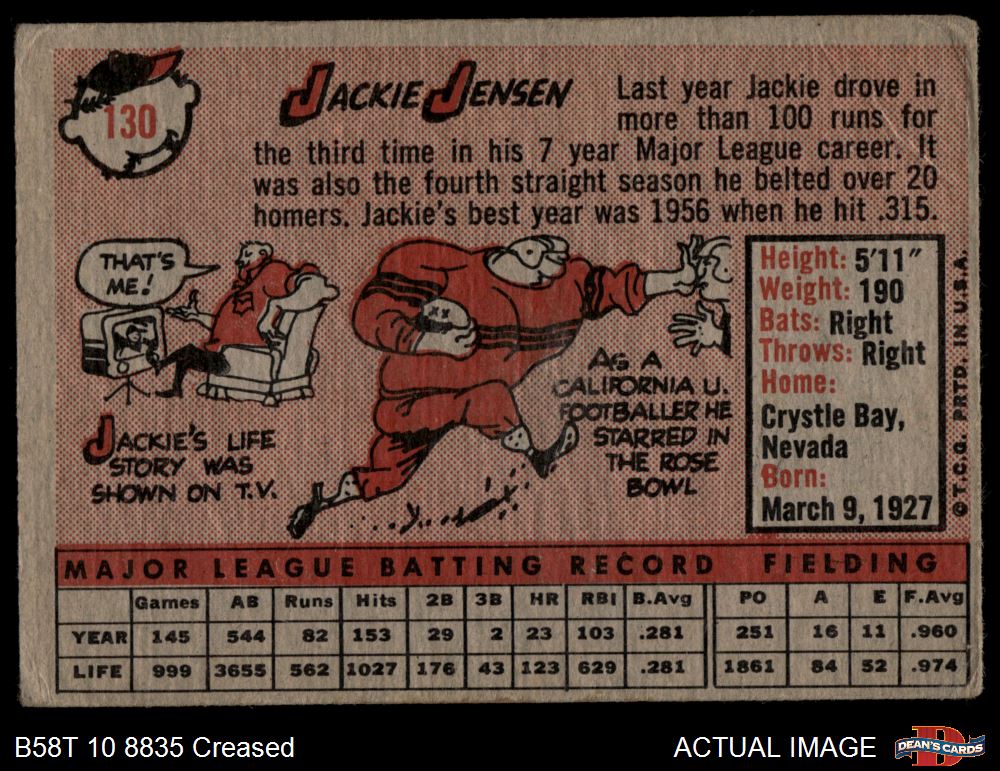 130
JACKIE JENSEN
Last year Jackie drove in
more than 100 runs for
the third time in his 7 year Major League career. It
was also the fourth straight season he belted over 20
homers. Jackie's best year was 1956 when he hit .315.
THAT'S
ME!
JACKIE'S LIFE
STORY WAS
SHOWN ON T.V.
AS A
CALIFORNIA U.
FOOTBALLER HE
STARRED IN
THE ROSE
BOWL
Height: 5'11"
Weight: 190
Bats: Right
Throws: Right
Home:
Crystle Bay,
Nevada
Born:
March 9, 1927
©T.C.G. PRTD. IN U.S.A.
MAJOR LEAGUE BATTING RECORD FIELDING
Games AB Runs Hits 2B 3B HR RBI B.Avg PO A E F.Avg
YEAR 145 544 82 153 29 2 23 103 .281 251 16 11 .960
LIFE 999 3655 562 1027 176 43 123 629 .281 1861 84 52 .974
B58T 10 8835 Creased
ACTUAL IMAGE
DEAN'S CARDS